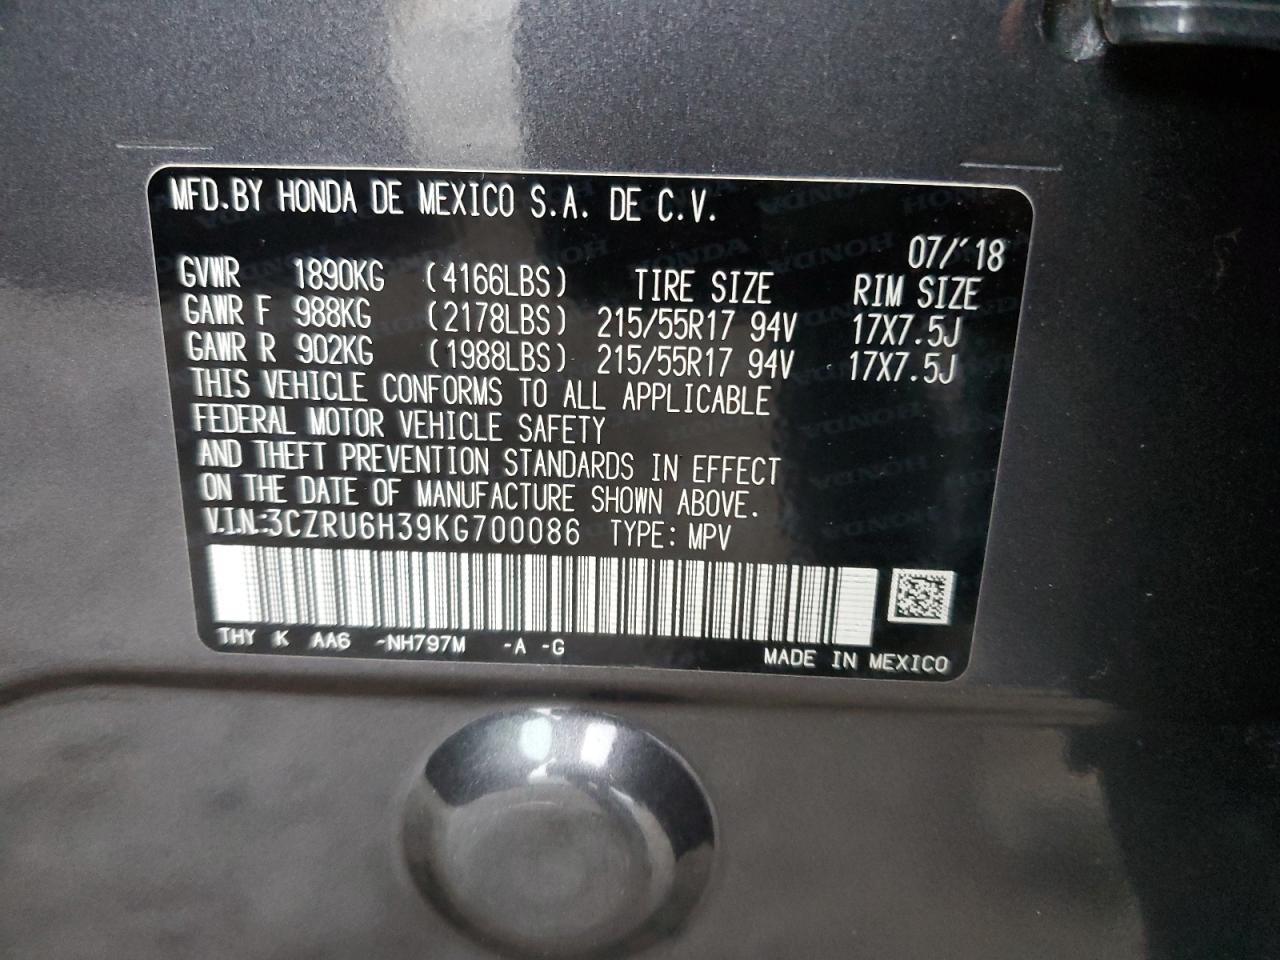 MFD.BY HONDA DE MEXICO S.A. DE C.V.
07/'18
GVWR 1890KG (4166LBS) TIRE SIZE RIM SIZE
GAWR F 988KG (2178LBS) 215/55R17 94V 17X7.5J
GAWR R 902KG (1988LBS) 215/55R17 94V 17X7.5J
THIS VEHICLE CONFORMS TO ALL APPLICABLE
FEDERAL MOTOR VEHICLE SAFETY
AND THEFT PREVENTION STANDARDS IN EFFECT
ON THE DATE OF MANUFACTURE SHOWN ABOVE.
V.I.N.:3CZRU6H39KG700086 TYPE: MPV
THY K AA6 -NH797M -A -G
MADE IN MEXICO